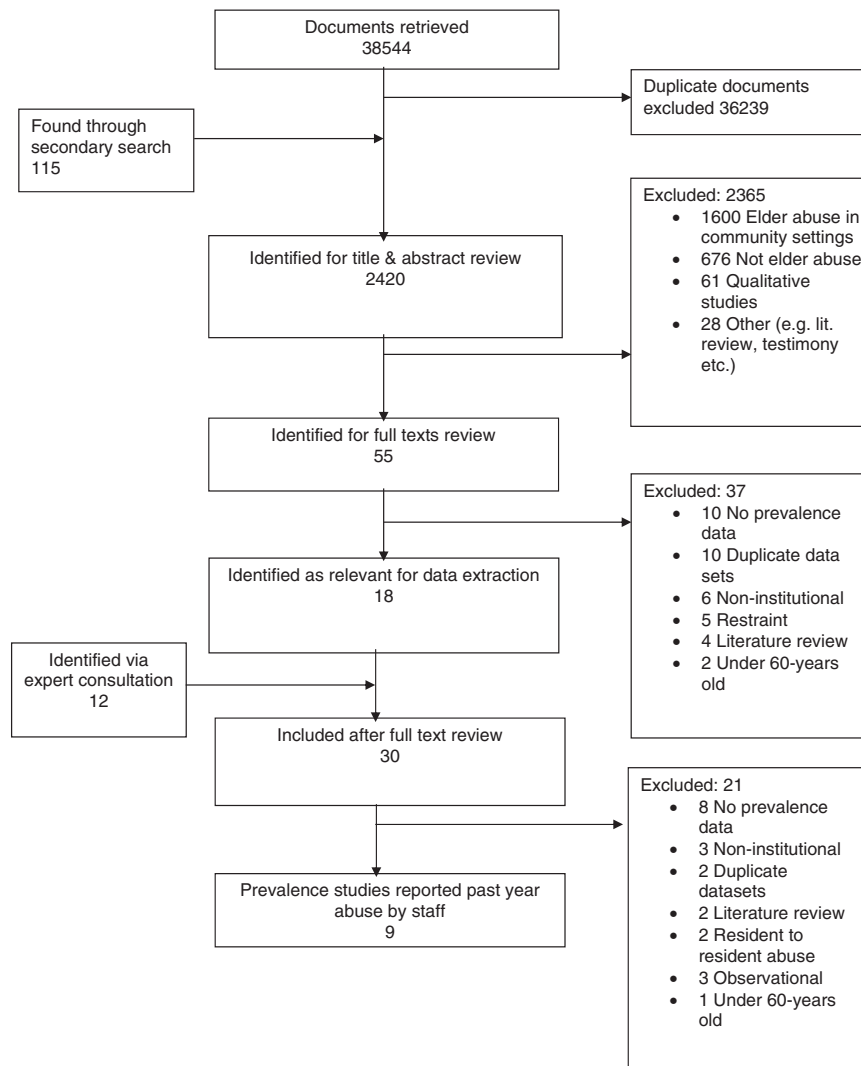 Documents retrieved
38544
Duplicate documents
excluded 36239
Found through
secondary search
115
Excluded: 2365
• 1600 Elder abuse in
community settings
• 676 Not elder abuse
• 61 Qualitative
studies
• 28 Other (e.g. lit.
review, testimony
etc.)
Identified for title & abstract review
2420
Identified for full texts review
55
Excluded: 37
• 10 No prevalence
data
• 10 Duplicate data
sets
• 6 Non-institutional
• 5 Restraint
• 4 Literature review
• 2 Under 60-years
old
Identified as relevant for data extraction
18
Identified via
expert consultation
12
Included after full text review
30
Excluded: 21
• 8 No prevalence
data
• 3 Non-institutional
• 2 Duplicate
datasets
• 2 Literature review
• 2 Resident to
resident abuse
• 3 Observational
• 1 Under 60-years
old
Prevalence studies reported past year
abuse by staff
9